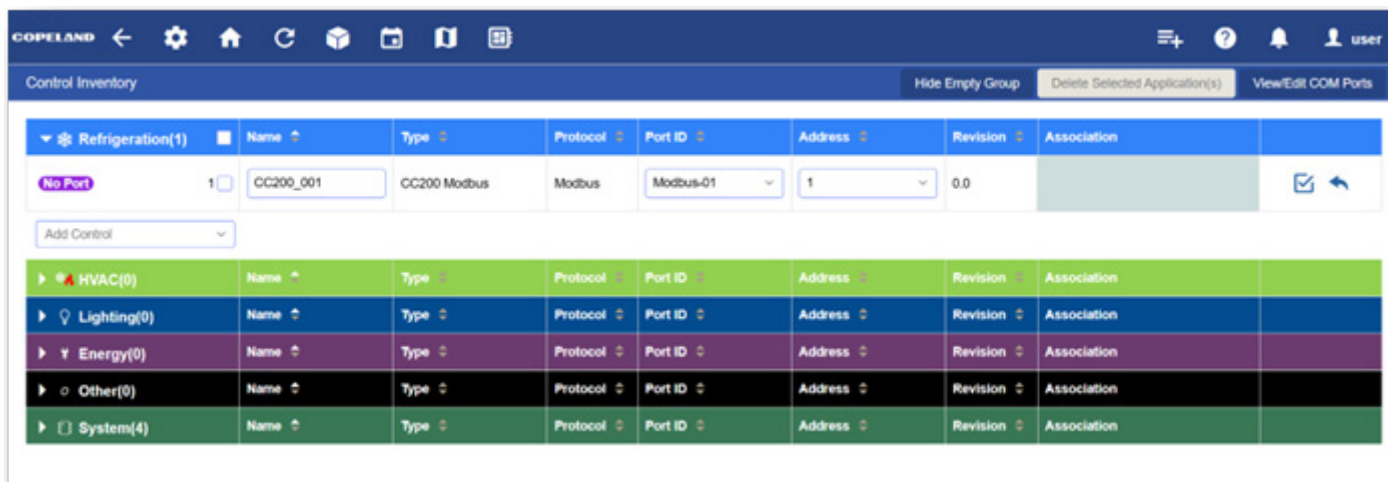 COPELAND user
Control Inventory Hide Empty Group Delete Selected Application(s) View/Edit COM Ports
Refrigeration(1) Name Type Protocol Port ID Address Revision Association
No Port 1 CC200_001 CC200 Modbus Modbus Modbus-01 1 0.0
Add Control
HVAC(0) Name Type Protocol Port ID Address Revision Association
Lighting(0) Name Type Protocol Port ID Address Revision Association
Energy(0) Name Type Protocol Port ID Address Revision Association
Other(0) Name Type Protocol Port ID Address Revision Association
System(4) Name Type Protocol Port ID Address Revision Association